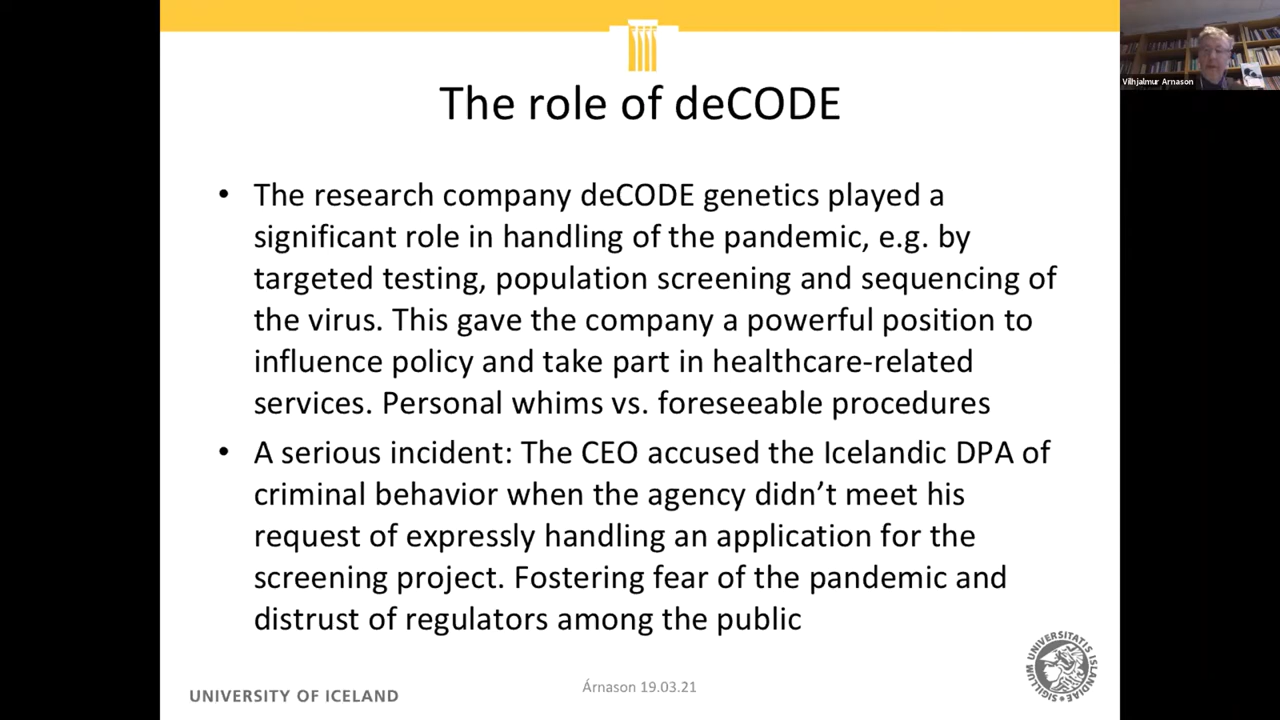 Vilhjalmur Arnason
The role of deCODE
• The research company deCODE genetics played a
significant role in handling of the pandemic, e.g. by
targeted testing, population screening and sequencing of
the virus. This gave the company a powerful position to
influence policy and take part in healthcare-related
services. Personal whims vs. foreseeable procedures
• A serious incident: The CEO accused the Icelandic DPA of
criminal behavior when the agency didn’t meet his
request of expressly handling an application for the
screening project. Fostering fear of the pandemic and
distrust of regulators among the public
UNIVERSITY OF ICELAND
Árnason 19.03.21
SIGILLUM UNIVERSITATIS ISLANDIAE